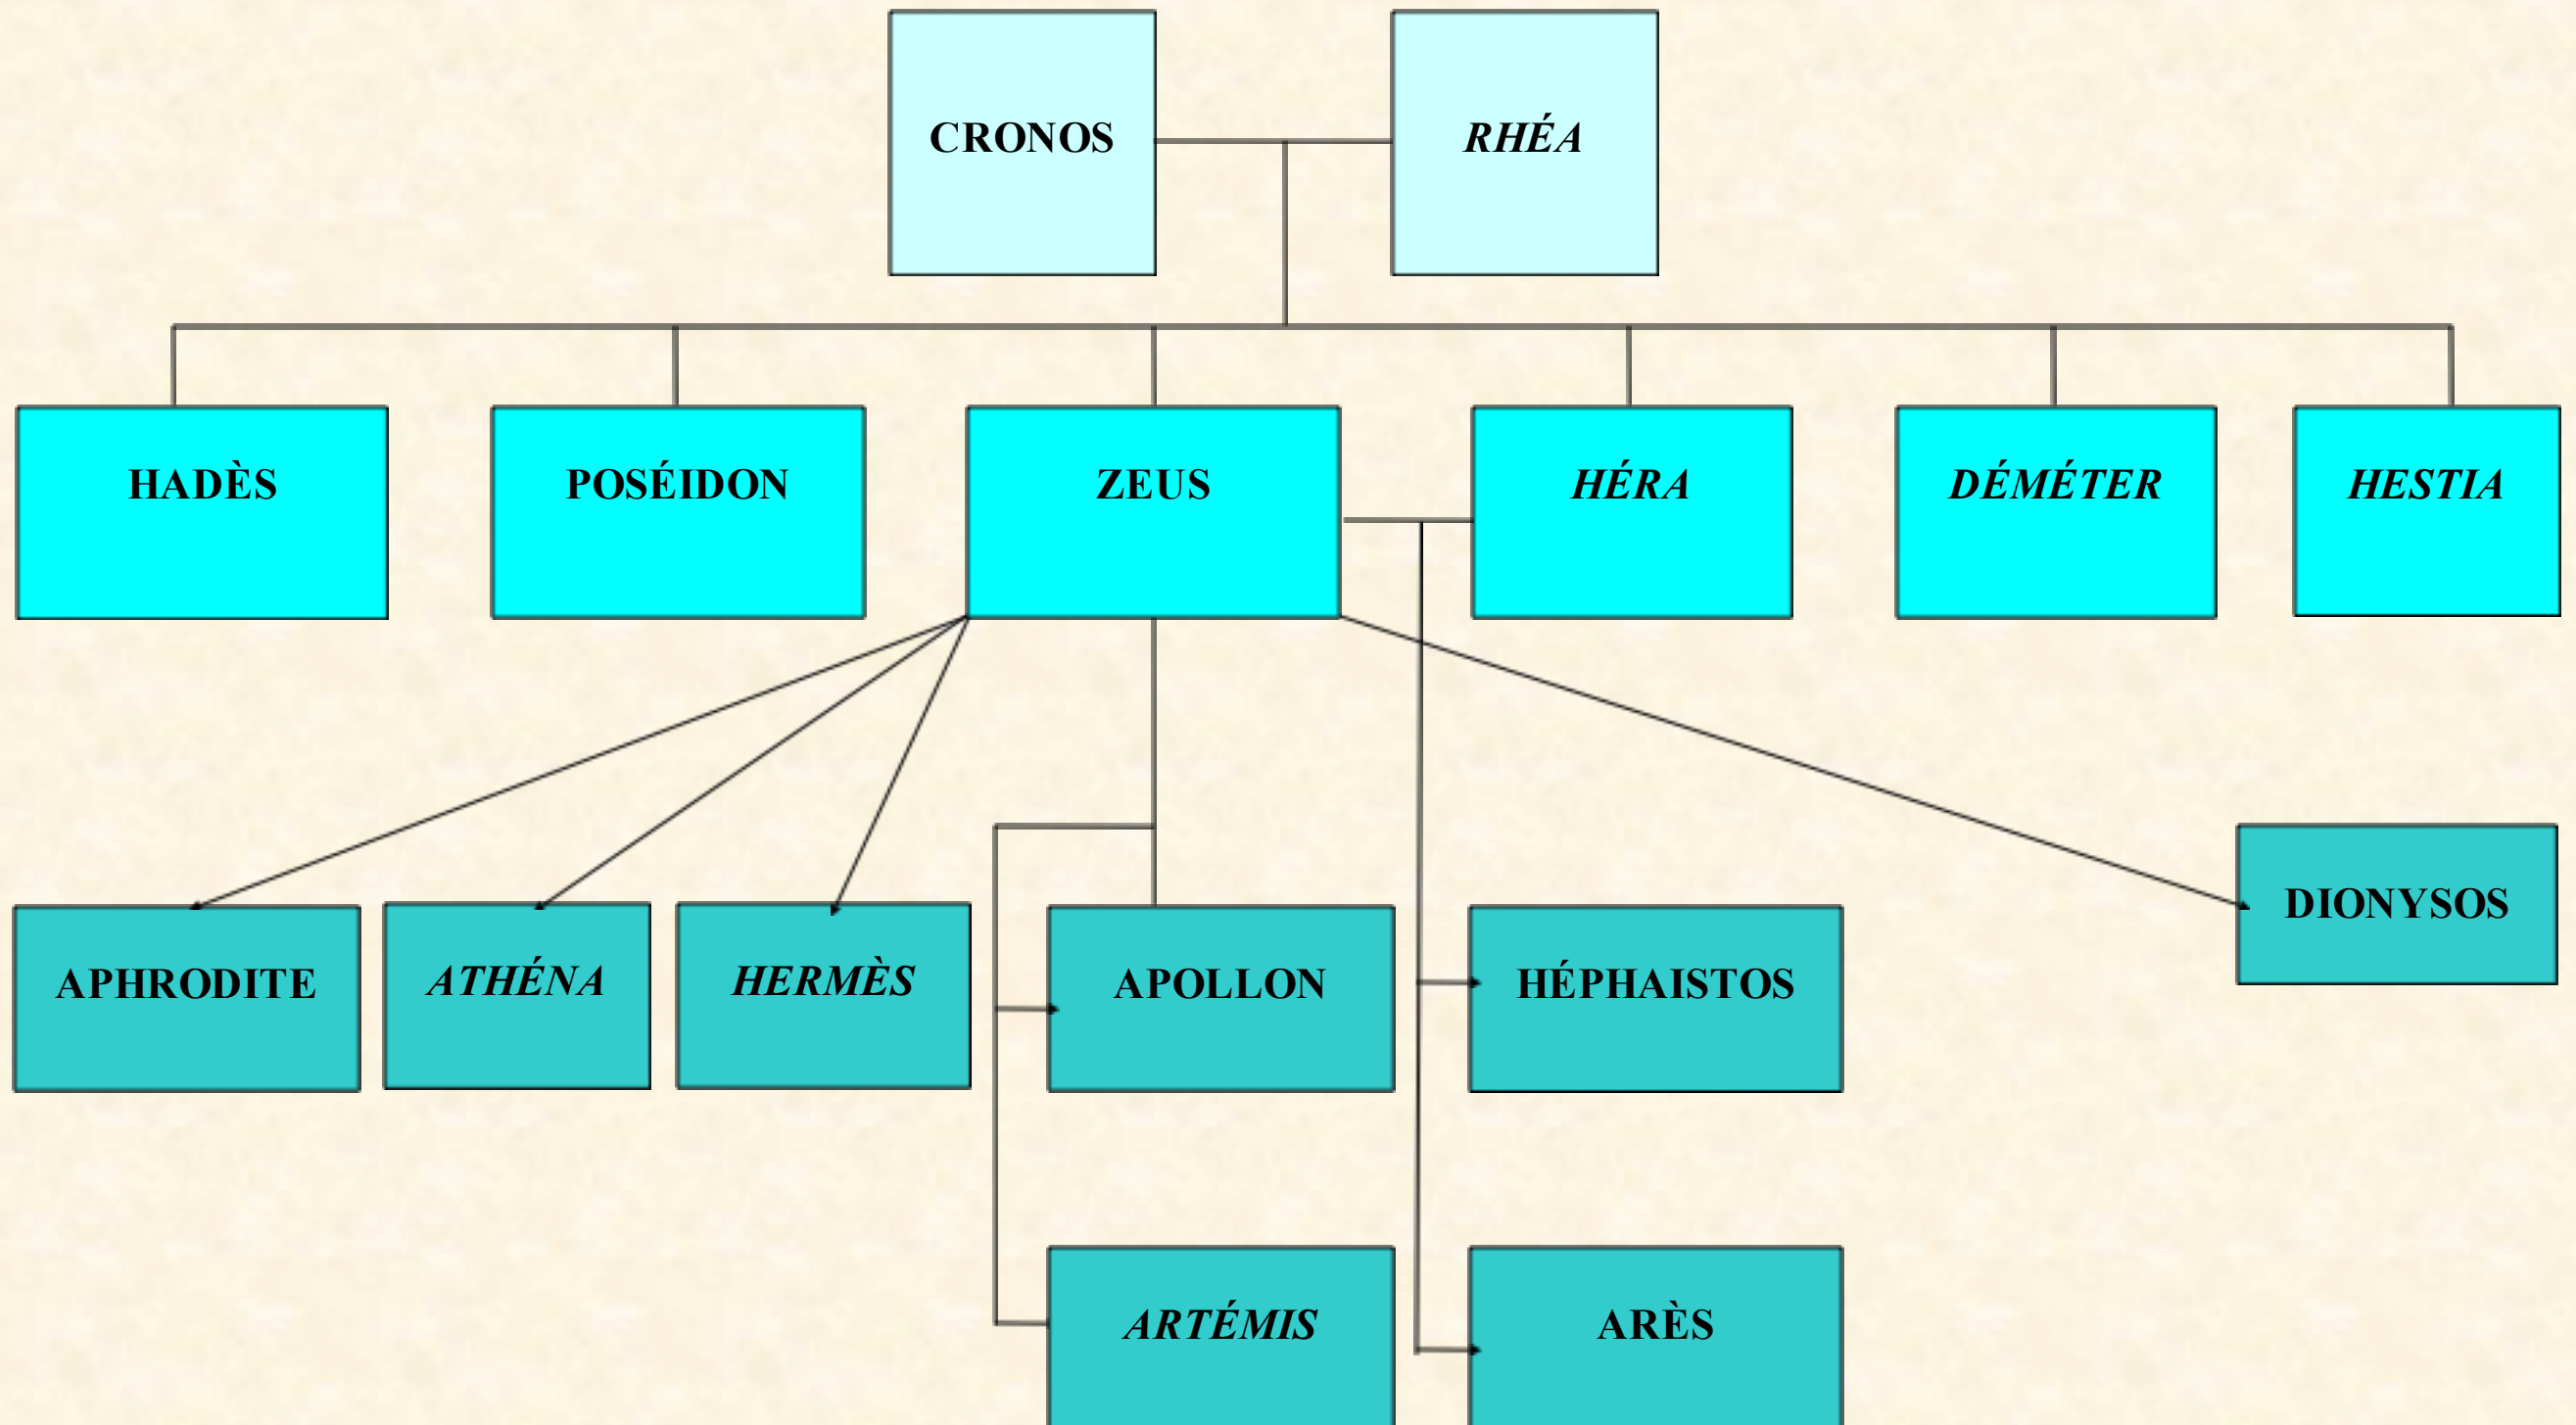 CRONOS
RHÉA
HADÈS
POSÉIDON
ZEUS
HÉRA
DÉMÉTER
HESTIA
DIONYSOS
APHRODITE
ATHÉNA
HERMÈS
APOLLON
HÉPHAISTOS
ARTÉMIS
ARÈS